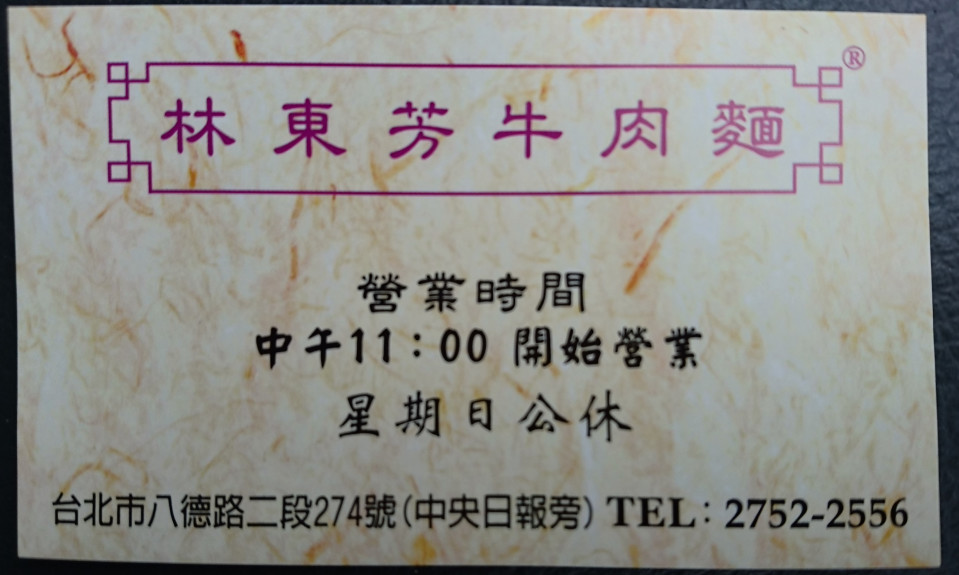 林東芳牛肉麵®
營業時間
中午11：00 開始營業
星期日公休
台北市八德路二段274號(中央日報旁) TEL: 2752-2556